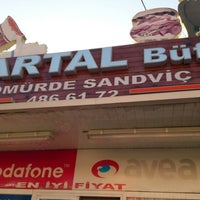 ARTAL Büf
ÖMÜRDE SANDVİÇ
486 61 72
odafone
avea
EN İYİ FİYAT